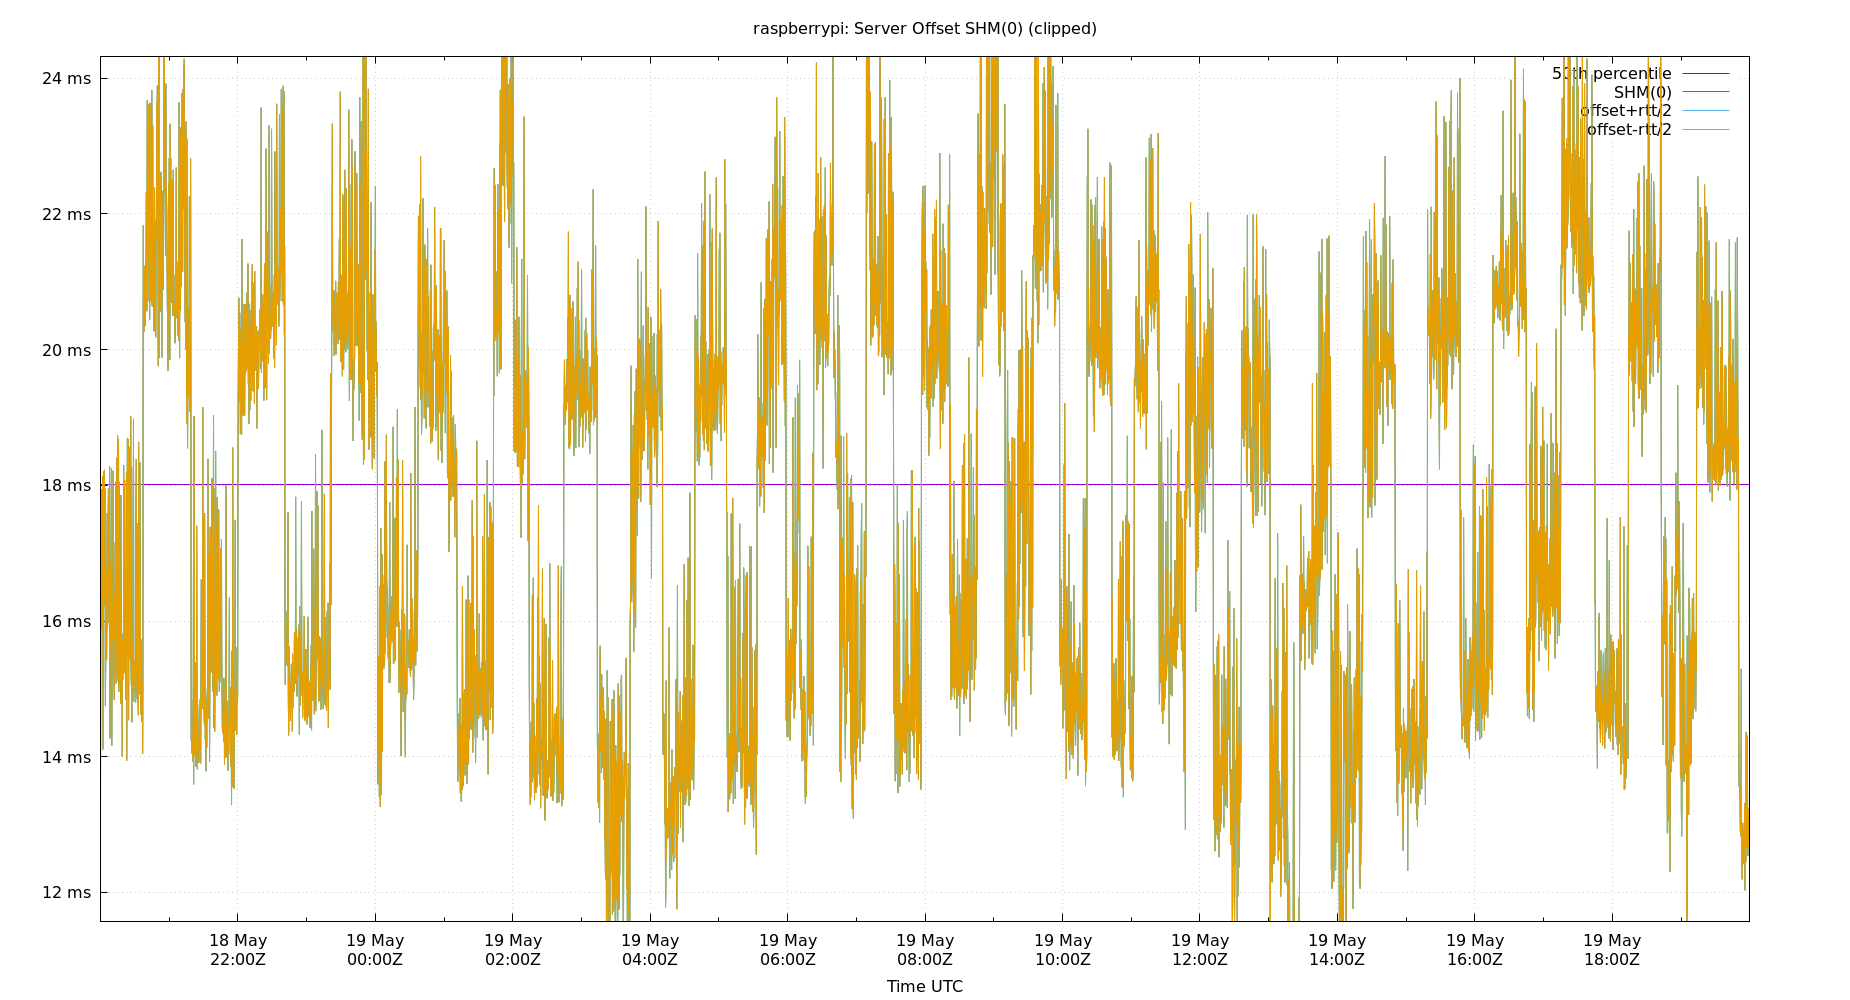 raspberrypi: Server Offset SHM(0) (clipped)
24 ms
22 ms
20 ms
18 ms
16 ms
14 ms
12 ms
50th percentile
SHM(0)
offset+rtt/2
offset-rtt/2
18 May
22:00Z
19 May
00:00Z
19 May
02:00Z
19 May
04:00Z
19 May
06:00Z
19 May
08:00Z
19 May
10:00Z
19 May
12:00Z
19 May
14:00Z
19 May
16:00Z
19 May
18:00Z
Time UTC